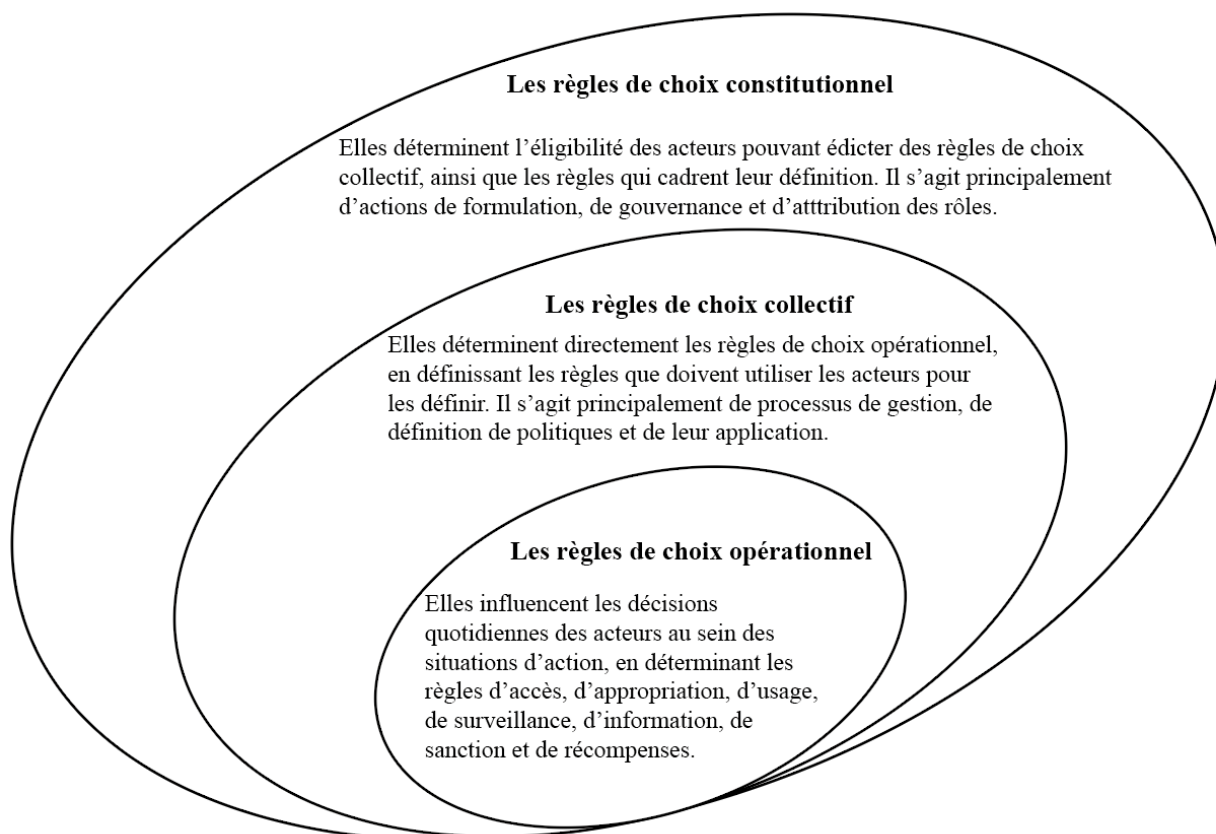 Les règles de choix constitutionnel
Elles déterminent l’éligibilité des acteurs pouvant édicter des règles de choix
collectif, ainsi que les règles qui cadrent leur définition. Il s’agit principalement
d’actions de formulation, de gouvernance et d’atttribution des rôles.
Les règles de choix collectif
Elles déterminent directement les règles de choix opérationnel,
en définissant les règles que doivent utiliser les acteurs pour
les définir. Il s’agit principalement de processus de gestion, de
définition de politiques et de leur application.
Les règles de choix opérationnel
Elles influencent les décisions
quotidiennes des acteurs au sein des
situations d’action, en déterminant les
règles d’accès, d’appropriation, d’usage,
de surveillance, d’information, de
sanction et de récompenses.